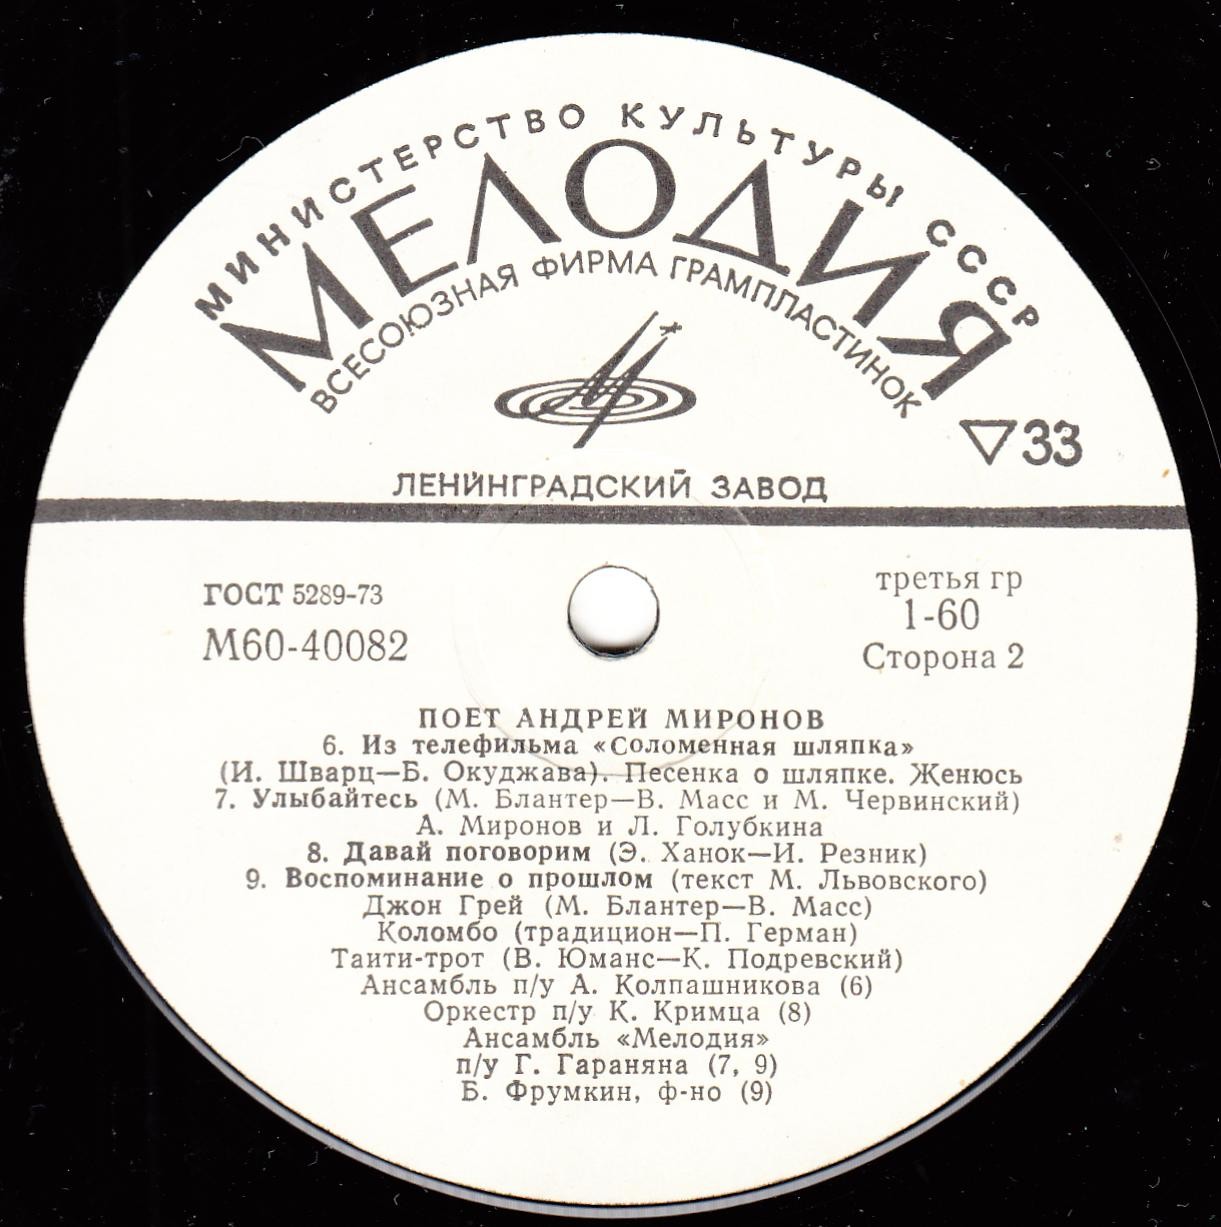 МИНИСТЕРСТВО КУЛЬТУРЫ СССР
МЕЛОДИЯ
ВСЕСОЮЗНАЯ ФИРМА ГРАМПЛАСТИНОК
▽33
ЛЕНИНГРАДСКИЙ ЗАВОД
ГОСТ 5289-73
М60-40082
третья гр
1-60
Сторона 2
ПОЕТ АНДРЕЙ МИРОНОВ
6. Из телефильма «Соломенная шляпка»
(И. Шварц—Б. Окуджава). Песенка о шляпке. Женюсь
7. Улыбайтесь (М. Блантер—В. Масс и М. Червинский)
А. Миронов и Л. Голубкина
8. Давай поговорим (Э. Ханок—И. Резник)
9. Воспоминание о прошлом (текст М. Львовского)
Джон Грей (М. Блантер—В. Масс)
Коломбо (традицион—П. Герман)
Таити-трот (В. Юманс—К. Подревский)
Ансамбль п/у А. Колпашникова (6)
Оркестр п/у К. Кримца (8)
Ансамбль «Мелодия»
п/у Г. Гараняна (7, 9)
Б. Фрумкин, ф-но (9)